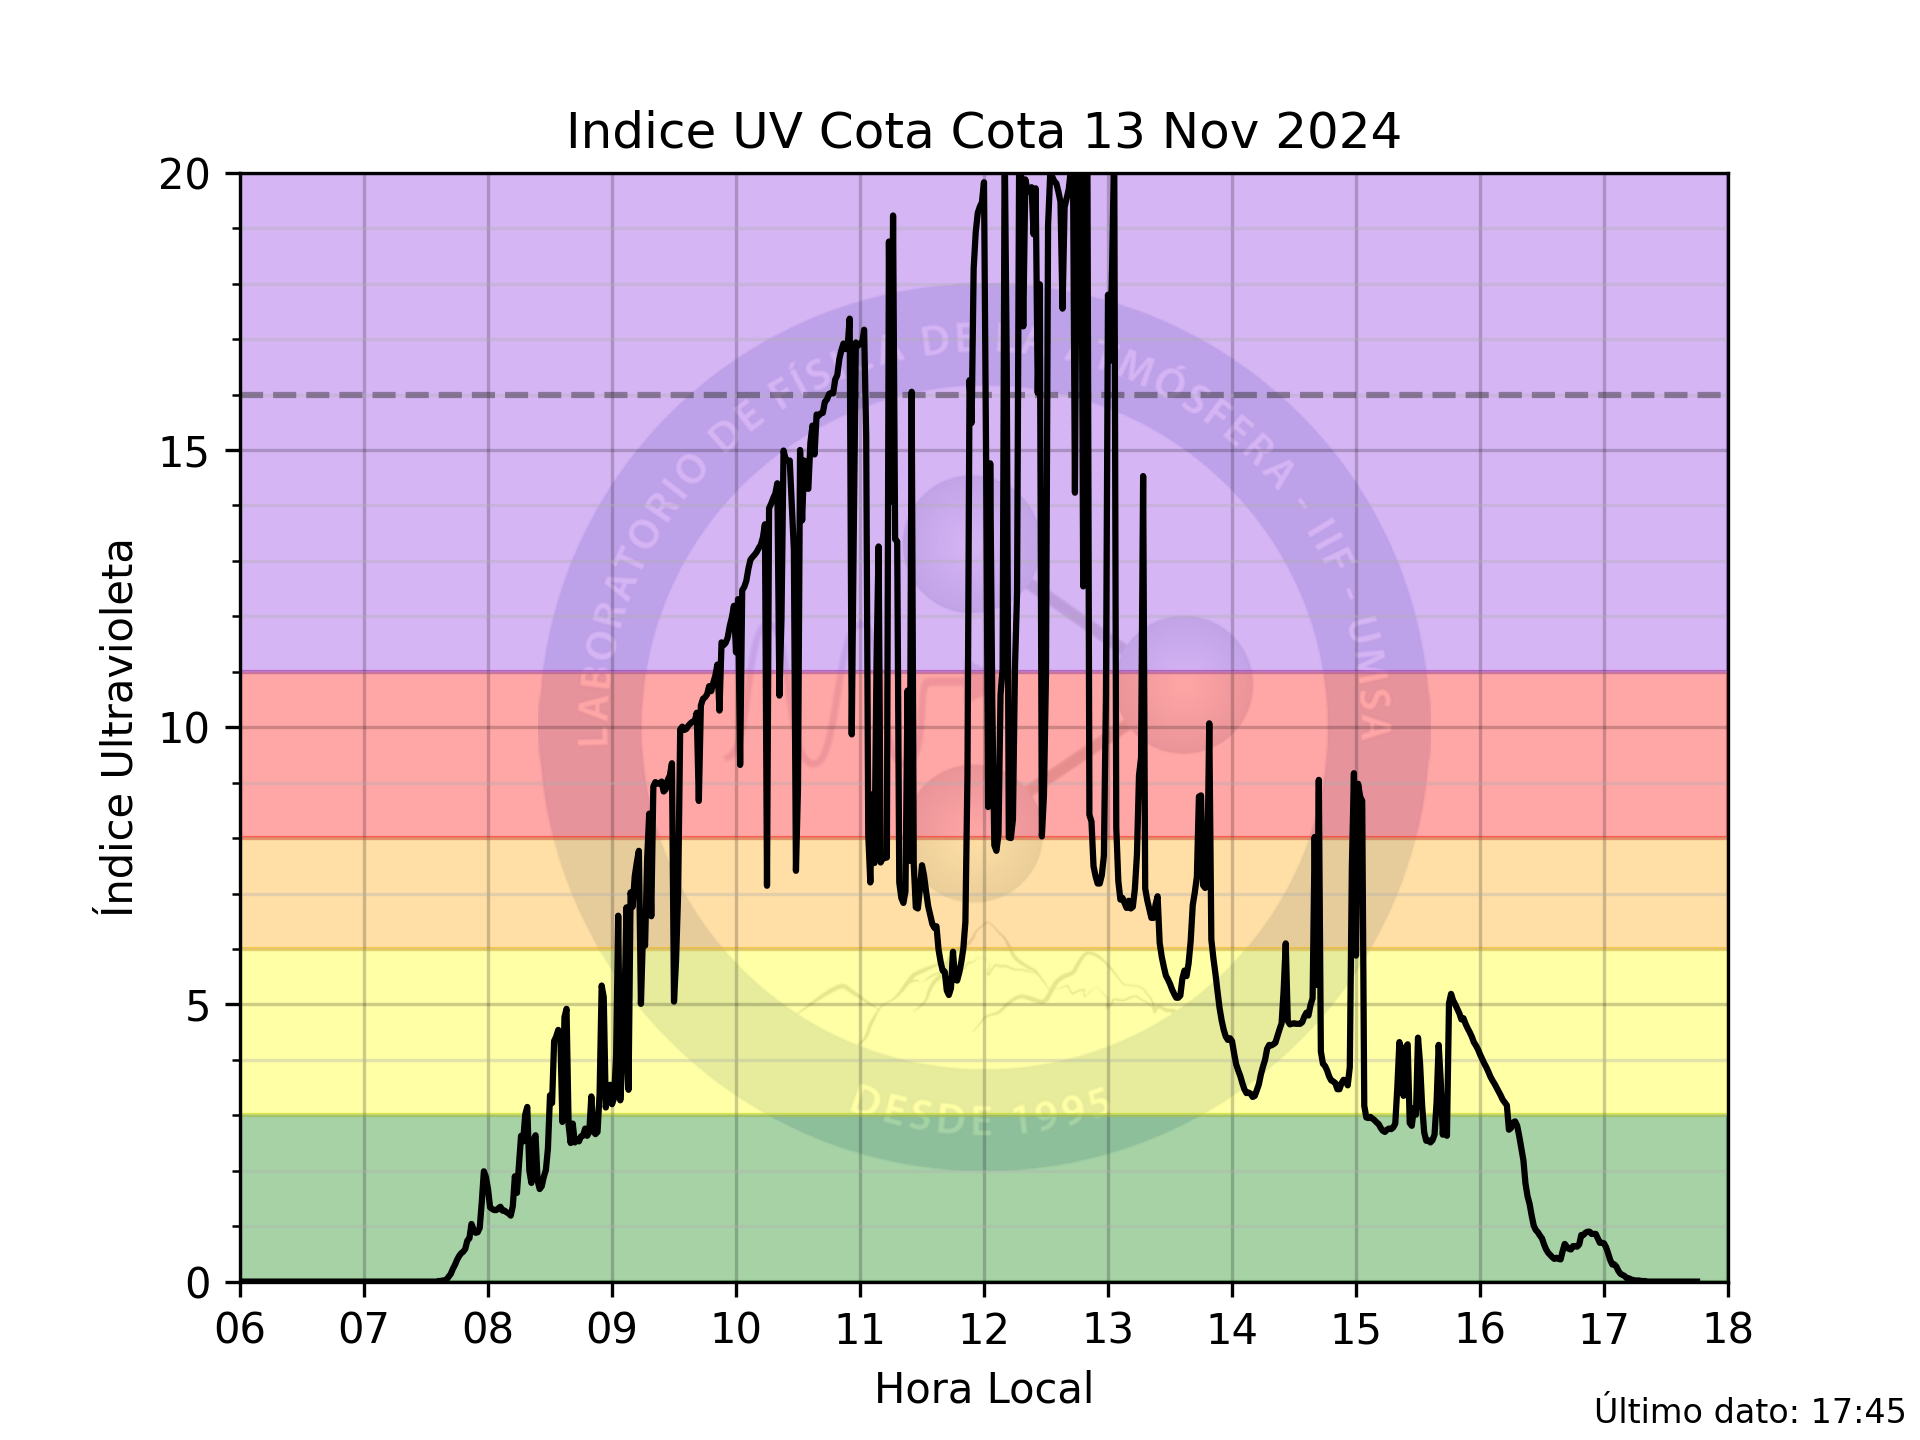 Indice UV Cota Cota 13 Nov 2024
20
15
10
5
0
Índice Ultravioleta
LABORATORIO DE FÍSICA DE LA ATMÓSFERA - IIF - UMSA
DESDE 1995
06 07 08 09 10 11 12 13 14 15 16 17 18
Hora Local
Último dato: 17:45